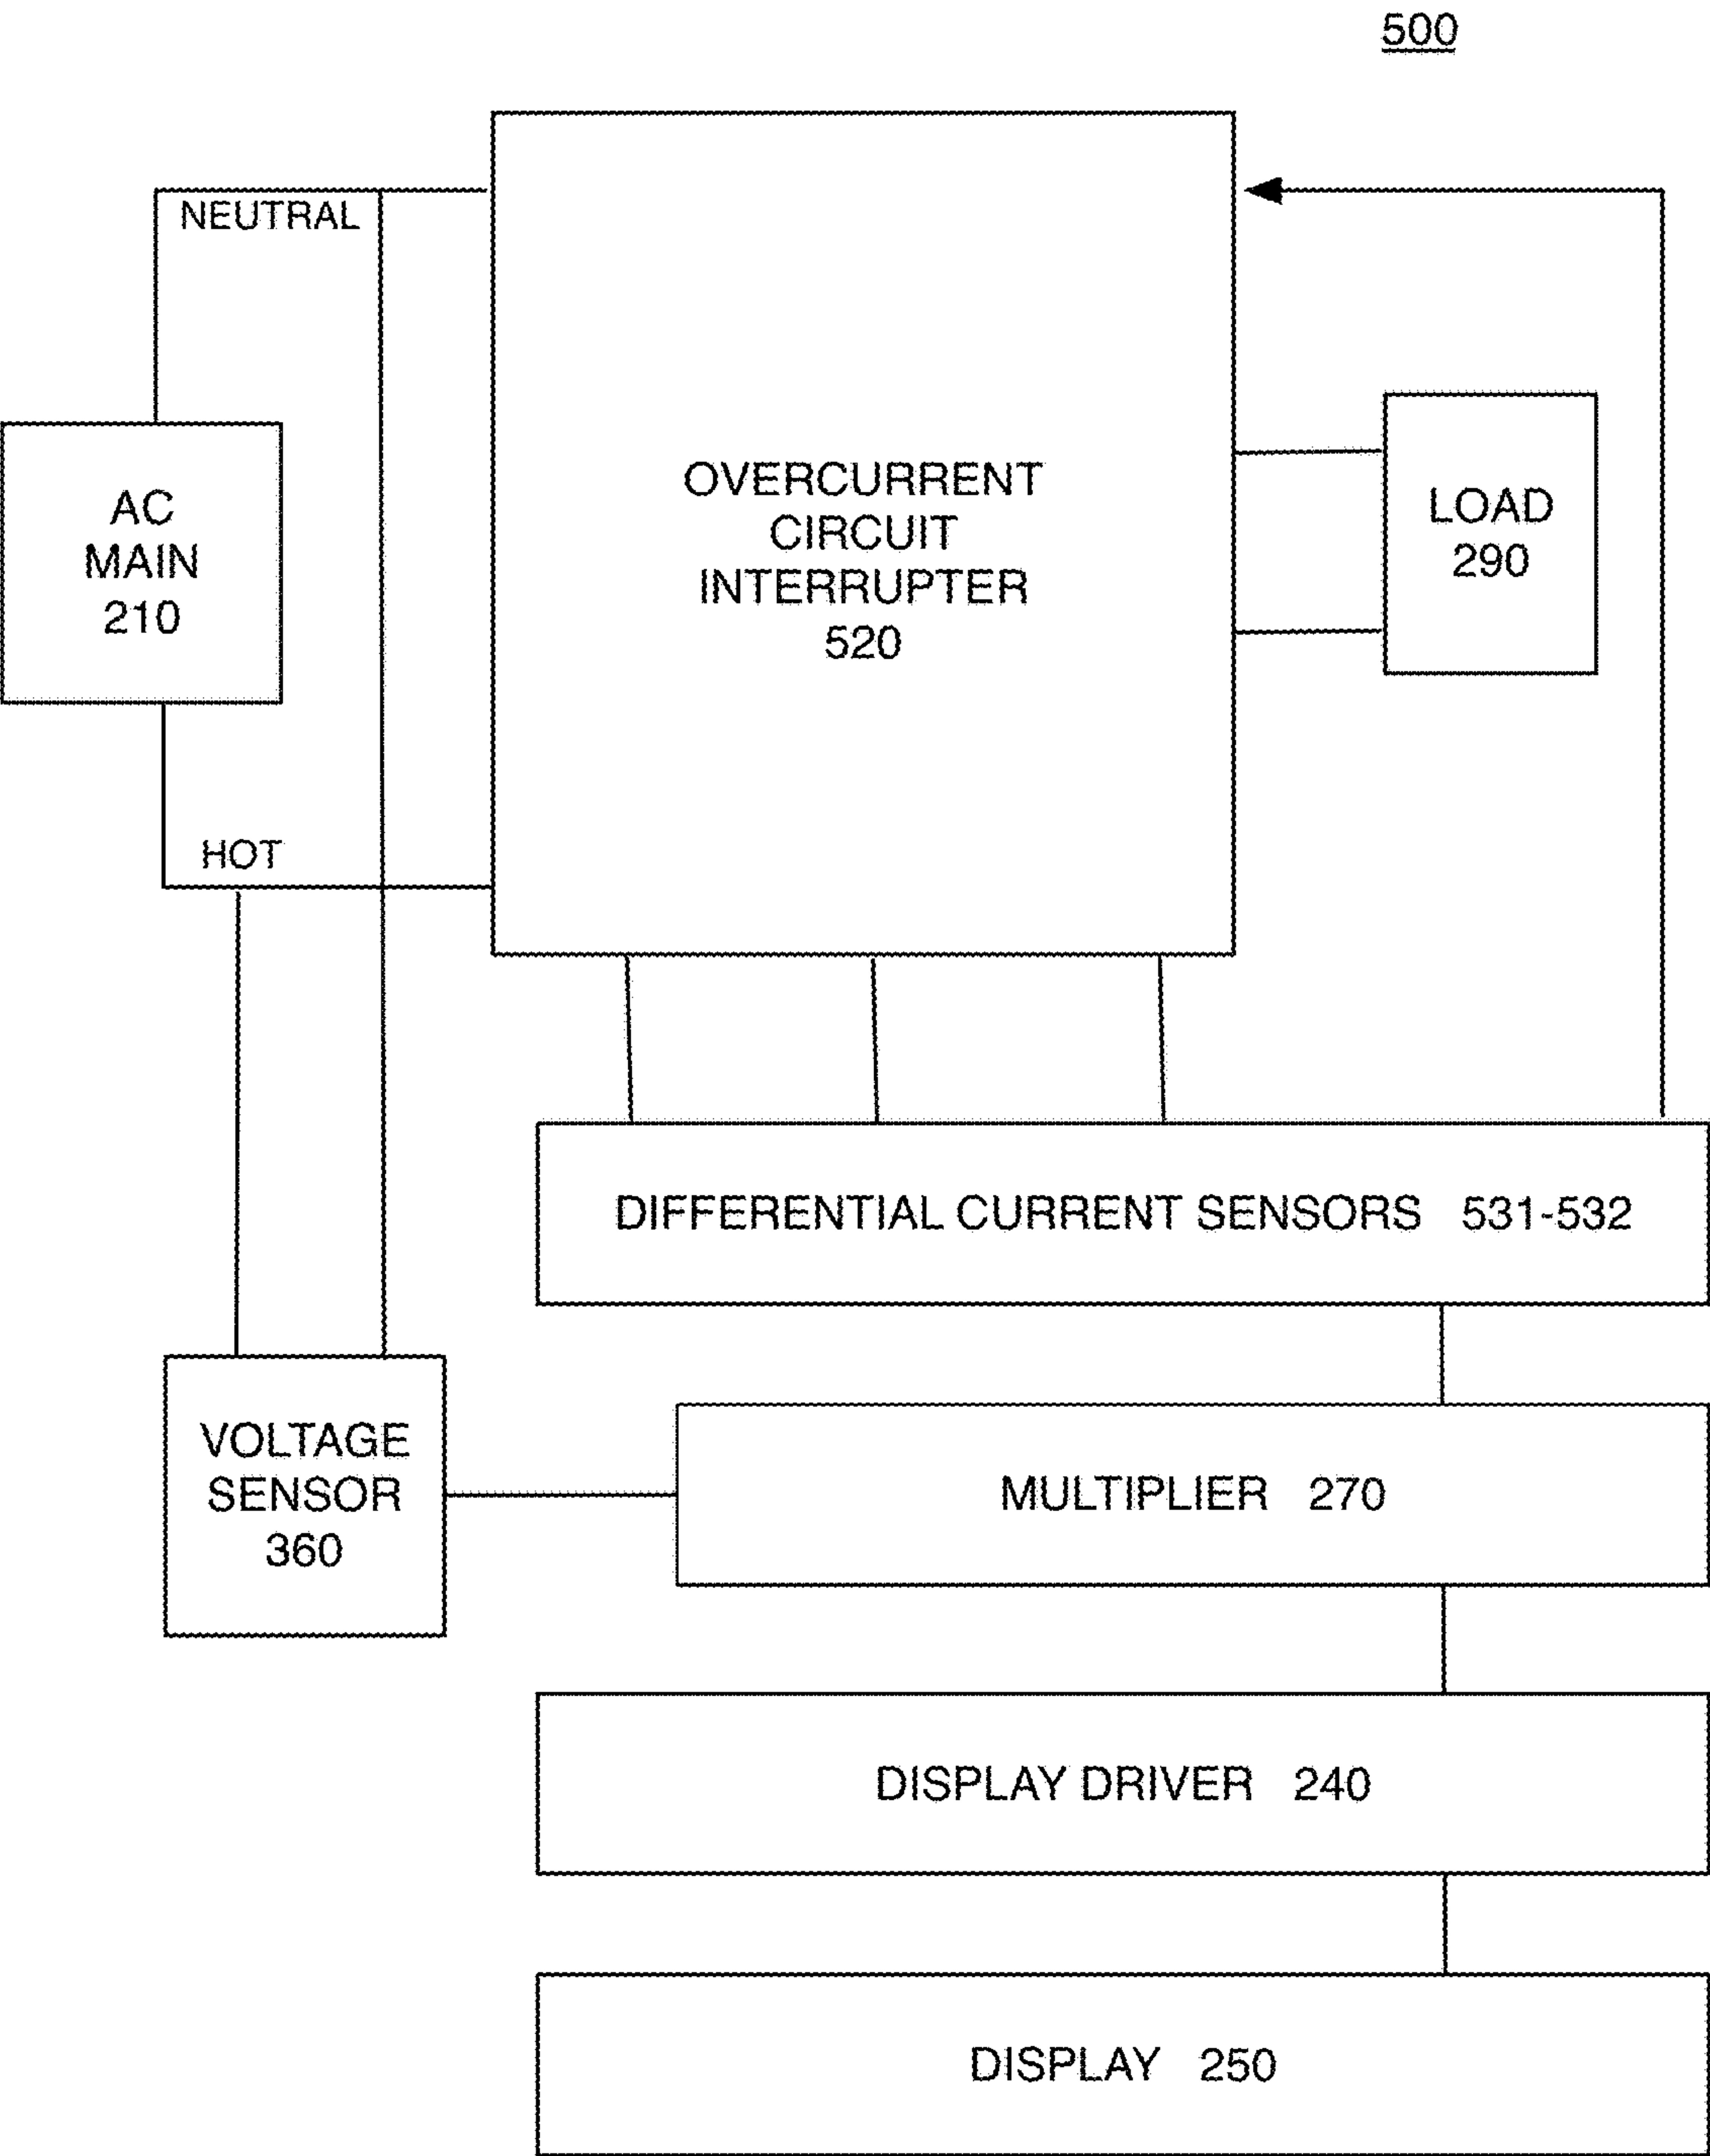 500
NEUTRAL
AC
MAIN
210
HOT
OVERCURRENT
CIRCUIT
INTERRUPTER
520
LOAD
290
DIFFERENTIAL CURRENT SENSORS 531-532
VOLTAGE
SENSOR
360
MULTIPLIER 270
DISPLAY DRIVER 240
DISPLAY 250